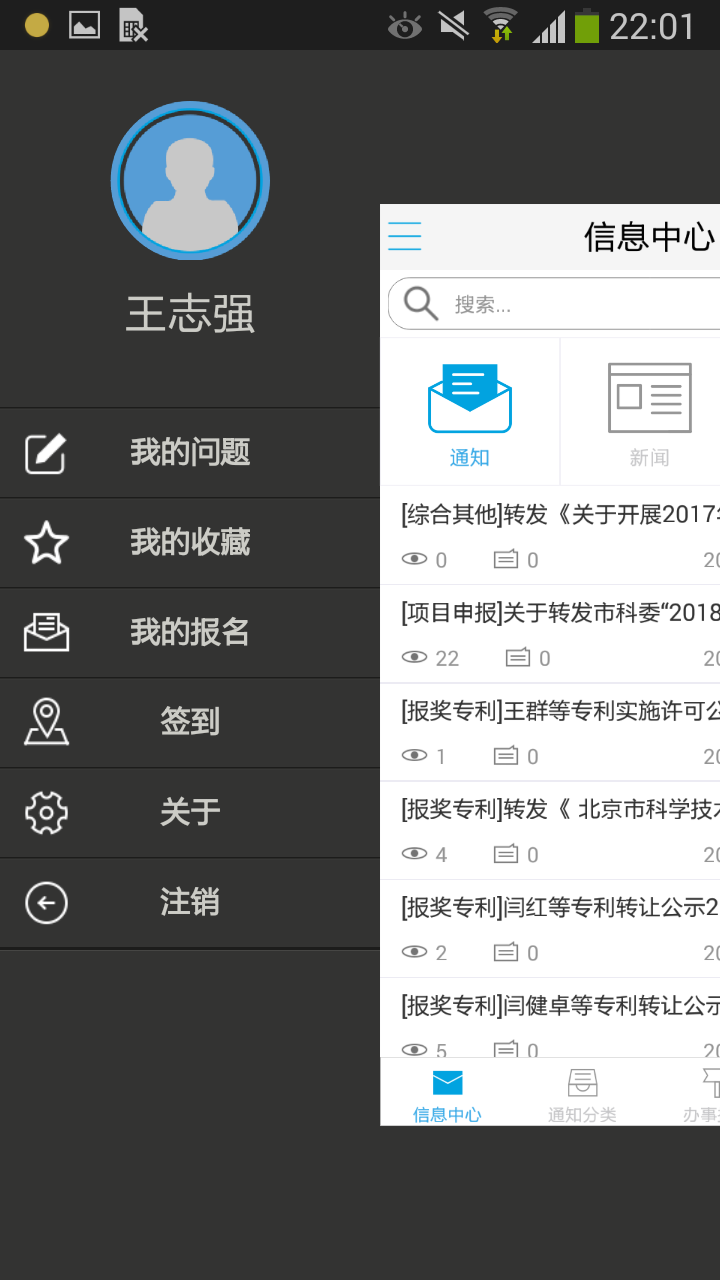 22:01
王志强
我的问题
我的收藏
我的报名
签到
关于
注销
信息中心
搜索...
通知
新闻
[综合其他]转发《关于开展2017
0
0
20
[项目申报]关于转发市科委“2018
22
0
20
[报奖专利]王群等专利实施许可公
1
0
20
[报奖专利]转发《 北京市科学技术
4
0
20
[报奖专利]闫红等专利转让公示2
2
0
20
[报奖专利]闫健卓等专利转让公示
5
0
20
信息中心
通知分类
办事